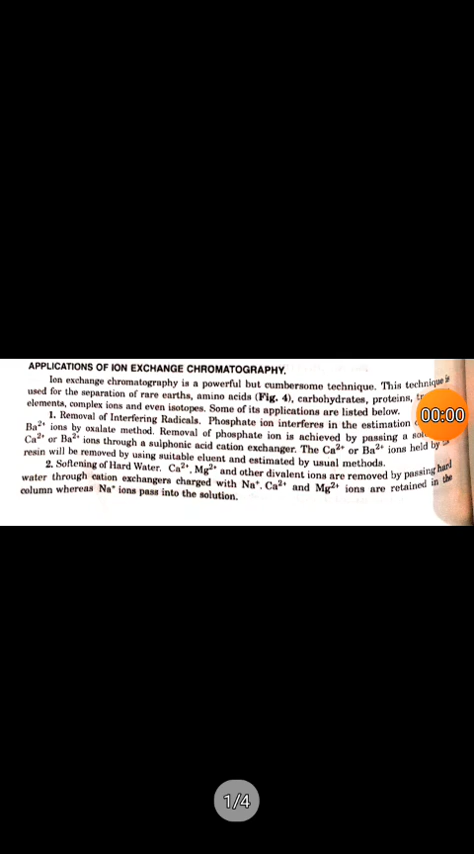 APPLICATIONS OF ION EXCHANGE CHROMATOGRAPHY.
Ion exchange chromatography is a powerful but cumbersome technique. This technique is
used for the separation of rare earths, amino acids (Fig. 4), carbohydrates, proteins,
elements, complex ions and even isotopes. Some of its applications are listed below.
1. Removal of Interfering Radicals. Phosphate ion interferes in the estimation
Ba²⁺ ions by oxalate method. Removal of phosphate ion is achieved by passing a
Ca²⁺ or Ba²⁺ ions through a sulphonic acid cation exchanger. The Ca²⁺ or Ba²⁺ ions held by
resin will be removed by using suitable eluent and estimated by usual methods.
2. Softening of Hard Water. Ca²⁺, Mg²⁺ and other divalent ions are removed by passing hard
water through cation exchangers charged with Na⁺. Ca²⁺ and Mg²⁺ ions are retained in the
column whereas Na⁺ ions pass into the solution.
00:00
1/4